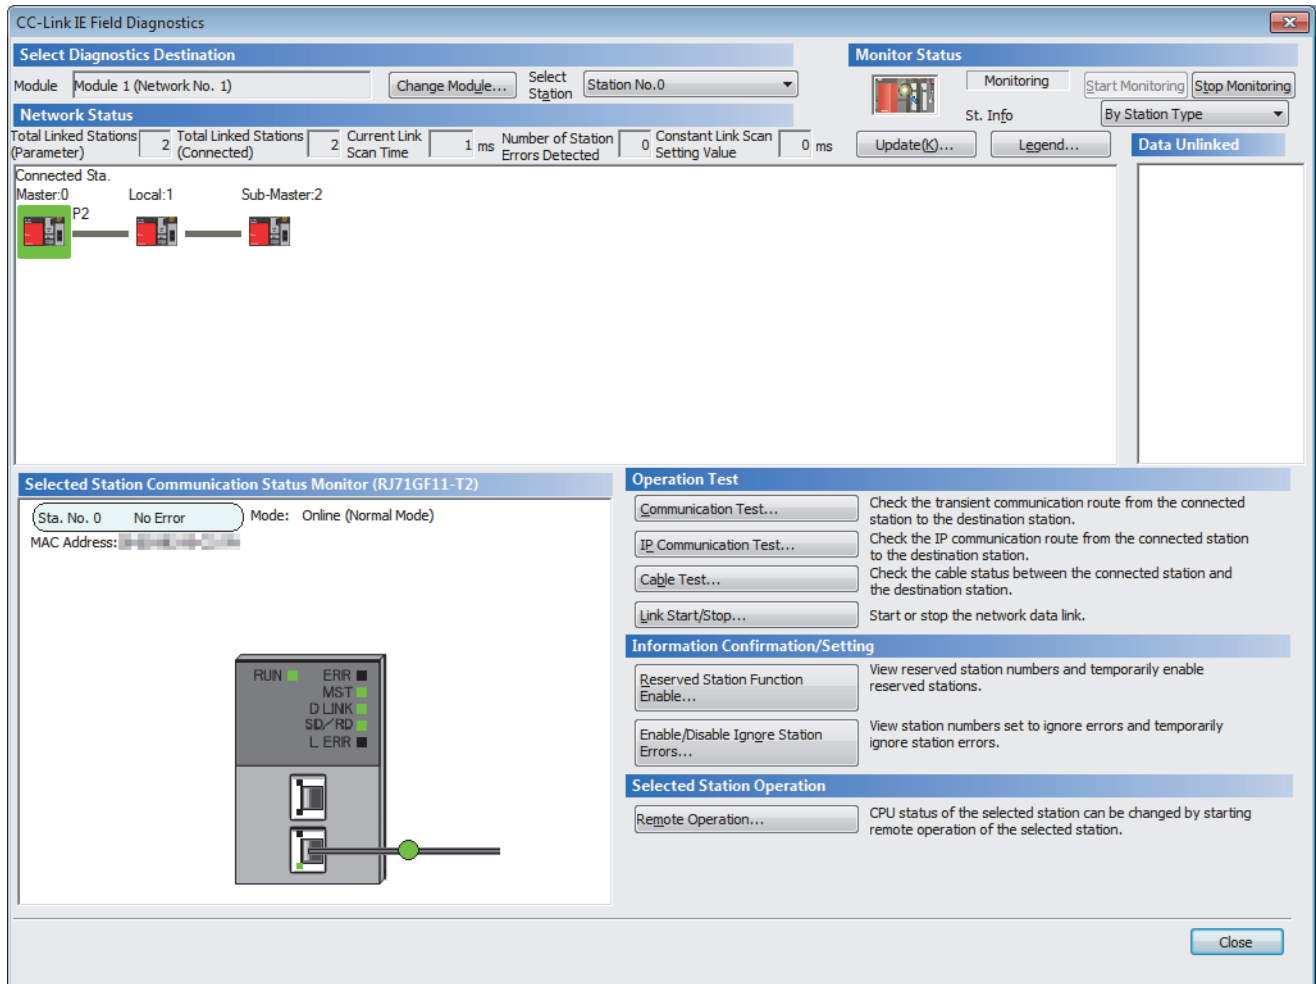 CC-Link IE Field Diagnostics
Select Diagnostics Destination
Monitor Status
Module Module 1 (Network No. 1) Change Module... Select Station Station No.0
Monitoring Start Monitoring Stop Monitoring
St. Info By Station Type
Network Status
Total Linked Stations (Parameter) 2 Total Linked Stations (Connected) 2 Current Link Scan Time 1 ms Number of Station Errors Detected 0 Constant Link Scan Setting Value 0 ms
Update(K)... Legend... Data Unlinked
Connected Sta.
Master:0 Local:1 Sub-Master:2
P2
Selected Station Communication Status Monitor (RJ71GF11-T2)
Sta. No. 0 No Error Mode: Online (Normal Mode)
MAC Address:
RUN ERR
MST
D LINK
SD/RD
L ERR
Operation Test
Communication Test... Check the transient communication route from the connected
station to the destination station.
IP Communication Test... Check the IP communication route from the connected station
to the destination station.
Cable Test... Check the cable status between the connected station and
the destination station.
Link Start/Stop... Start or stop the network data link.
Information Confirmation/Setting
Reserved Station Function Enable... View reserved station numbers and temporarily enable
reserved stations.
Enable/Disable Ignore Station Errors... View station numbers set to ignore errors and temporarily
ignore station errors.
Selected Station Operation
Remote Operation... CPU status of the selected station can be changed by starting
remote operation of the selected station.
Close